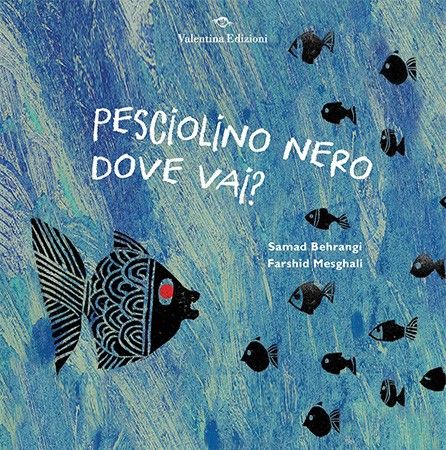 Valentina Edizioni
PESCIOLINO NERO
DOVE VAi?
Samad Behrangi
Farshid Mesghali